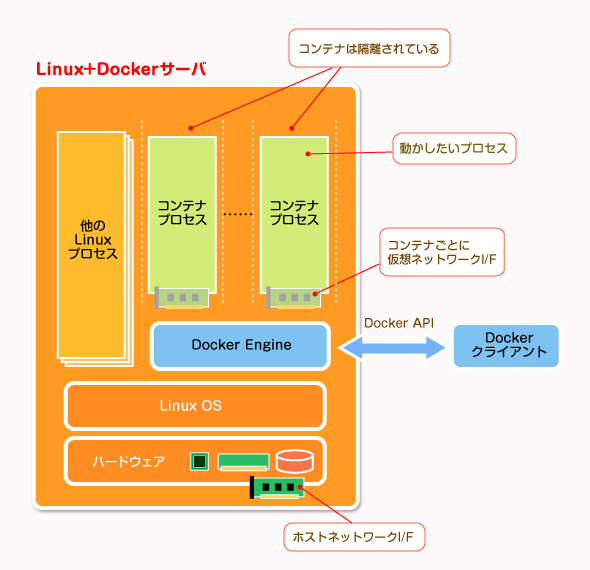 コンテナは隔離されている
Linux+Dockerサーバ
動かしたいプロセス
コンテナ
プロセス
……
コンテナ
プロセス
他の
Linux
プロセス
コンテナごとに
仮想ネットワークI/F
Docker API
Docker Engine
Docker
クライアント
Linux OS
ハードウェア
ホストネットワークI/F